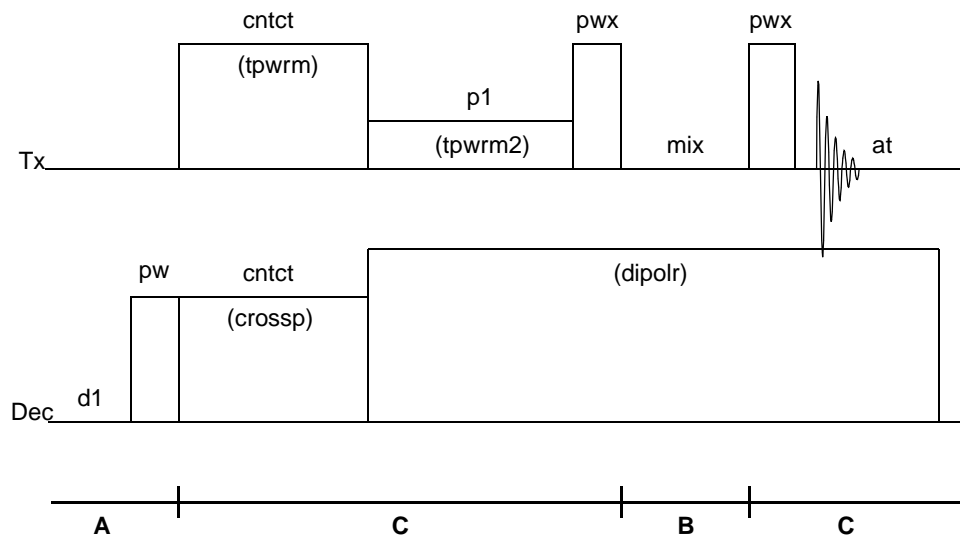 cntct
pwx
pwx
(tpwrm)
p1
(tpwrm2)
mix
at
Tx
pw
cntct
(dipolr)
(crossp)
d1
Dec
A
C
B
C